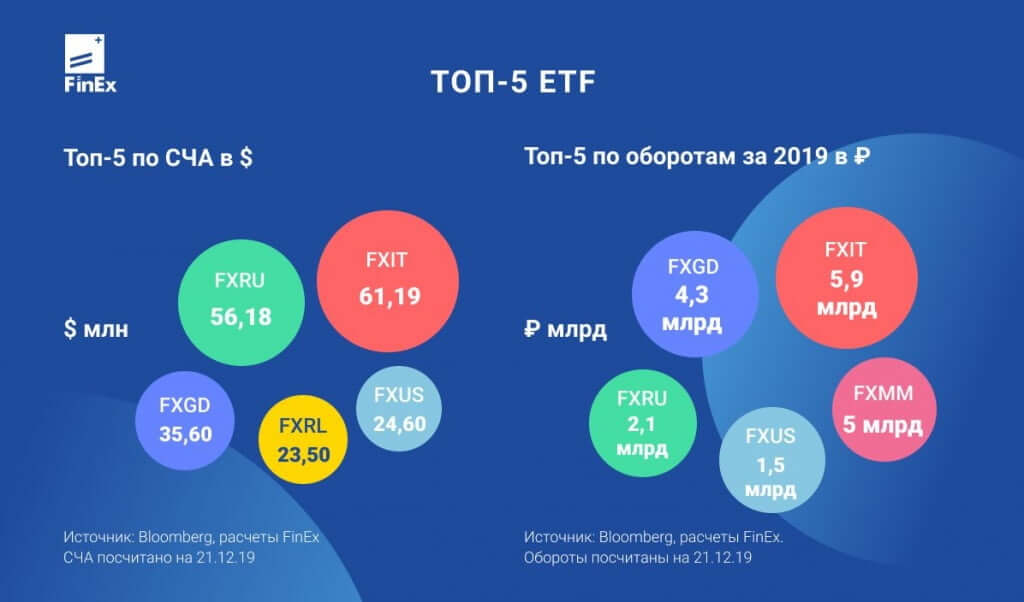 FinEx
ТОП-5 ETF
Топ-5 по СЧА в $
$ млн
FXRU
56,18
FXIT
61,19
FXGD
35,60
FXRL
23,50
FXUS
24,60
Источник: Bloomberg, расчеты FinEx
СЧА посчитано на 21.12.19
Топ-5 по оборотам за 2019 в ₽
₽ млрд
FXGD
4,3
млрд
FXIT
5,9
млрд
FXRU
2,1
млрд
FXUS
1,5
млрд
FXMM
5 млрд
Источник: Bloomberg, расчеты FinEx.
Обороты посчитаны на 21.12.19